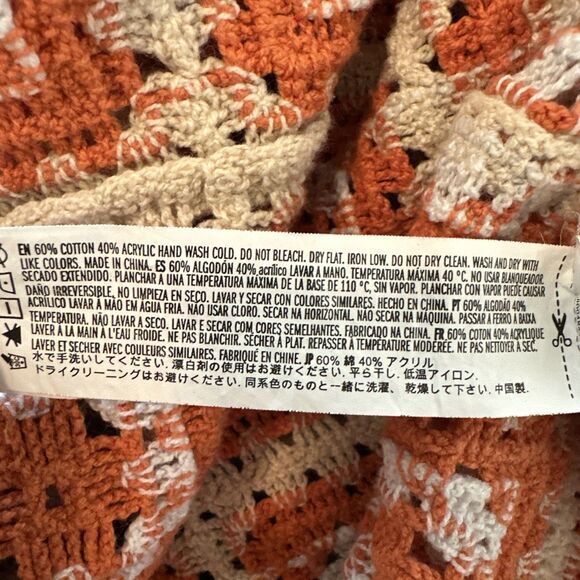 EN 60% COTTON 40% ACRYLIC HAND WASH COLD. DO NOT BLEACH. DRY FLAT. IRON LOW. DO NOT DRY CLEAN. WASH AND DRY WITH
LIKE COLORS. MADE IN CHINA. ES 60% ALGODÓN 40% acrílico LAVAR A MANO. TEMPERATURA MÁXIMA 40 °C. NO USAR BLANQUEADOR.
SECADO EXTENDIDO. PLANCHAR A UNA TEMPERATURA MÁXIMA DE LA BASE DE 110 °C, SIN VAPOR. PLANCHAR CON VAPOR PUEDE CAUSAR
DAÑO IRREVERSIBLE, NO LIMPIEZA EN SECO. LAVAR Y SECAR CON COLORES SIMILARES. HECHO EN CHINA. PT 60% ALGODÃO 40%
ACRÍLICO LAVAR À MÃO EM ÁGUA FRIA. NÃO USAR CLORO. SECAR NA HORIZONTAL. NÃO SECAR NA MÁQUINA. PASSAR A FERRO A BAIXA
TEMPERATURA. NÃO LAVAR A SECO. LAVAR E SECAR COM CORES SEMELHANTES. FABRICADO NA CHINA. FR 60% COTON 40% ACRYLIQUE
LAVER A LA MAIN A L'EAU FROIDE. NE PAS BLANCHIR. SÉCHER A PLAT. REPASSER À TEMPÉRATURE MODÉRÉE. NE PAS NETTOYER À SEC.
LAVER ET SÉCHER AVEC COULEURS SIMILAIRES. FABRIQUÉ EN CHINE. JP 60% 綿 40% アクリル
水で手洗いしてください. 漂白剤の使用はお避けください. 平ら干し. 低温アイロン.
ドライクリーニングはお避けください. 同系色のものと一緒に洗濯、乾燥して下さい. 中国製.